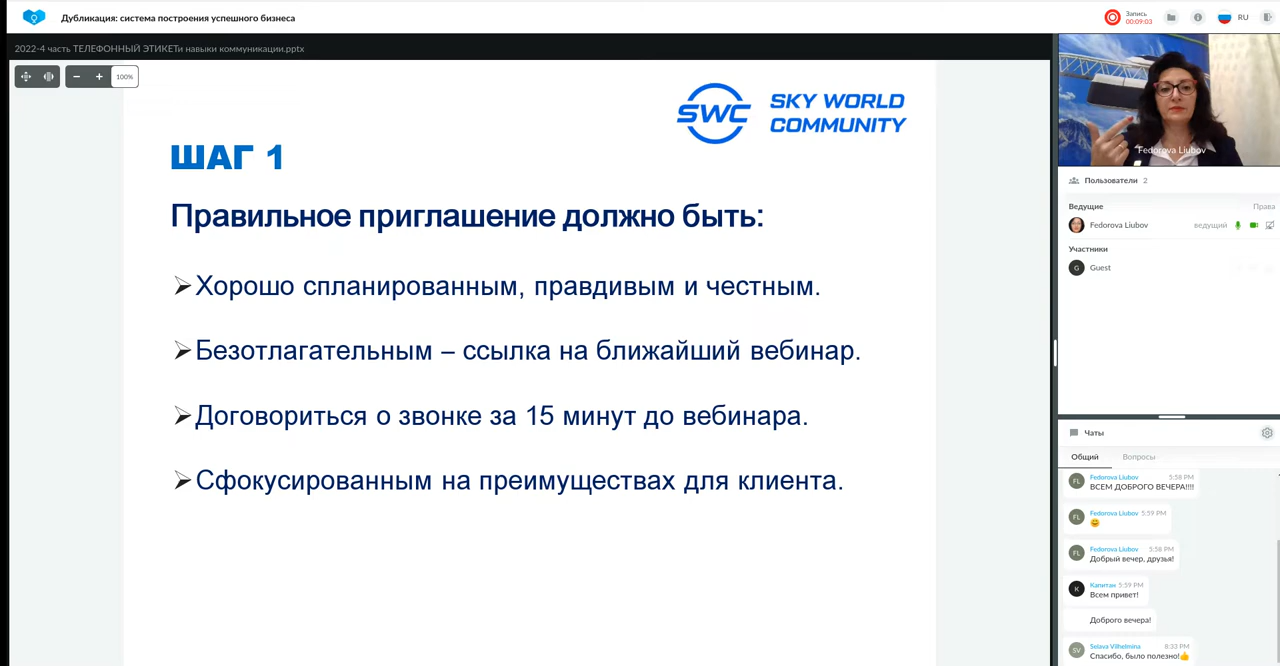 Дубликация: система построения успешного бизнеса
Запись
00:09:03
RU
2022-4 часть ТЕЛЕФОННЫЙ ЭТИКЕТи навыки коммуникации.pptx
100%
SWC
SKY WORLD
COMMUNITY
ШАГ 1
Правильное приглашение должно быть:
Хорошо спланированным, правдивым и честным.
Безотлагательным – ссылка на ближайший вебинар.
Договориться о звонке за 15 минут до вебинара.
Сфокусированным на преимуществах для клиента.
Fedorova Liubov
Пользователи 2
Ведущие Права
Fedorova Liubov ведущий
Участники
G Guest
Чаты
Общий Вопросы
FL Fedorova Liubov 5:58 PM
ВСЕМ ДОБРОГО ВЕЧЕРА!!!!
FL Fedorova Liubov 5:59 PM
😊
FL Fedorova Liubov 5:58 PM
Добрый вечер, друзья!
К Капитан 5:59 PM
Всем привет!
Доброго вечера!
SV Selava Vilhelmina 8:33 PM
Спасибо, было полезно!👍